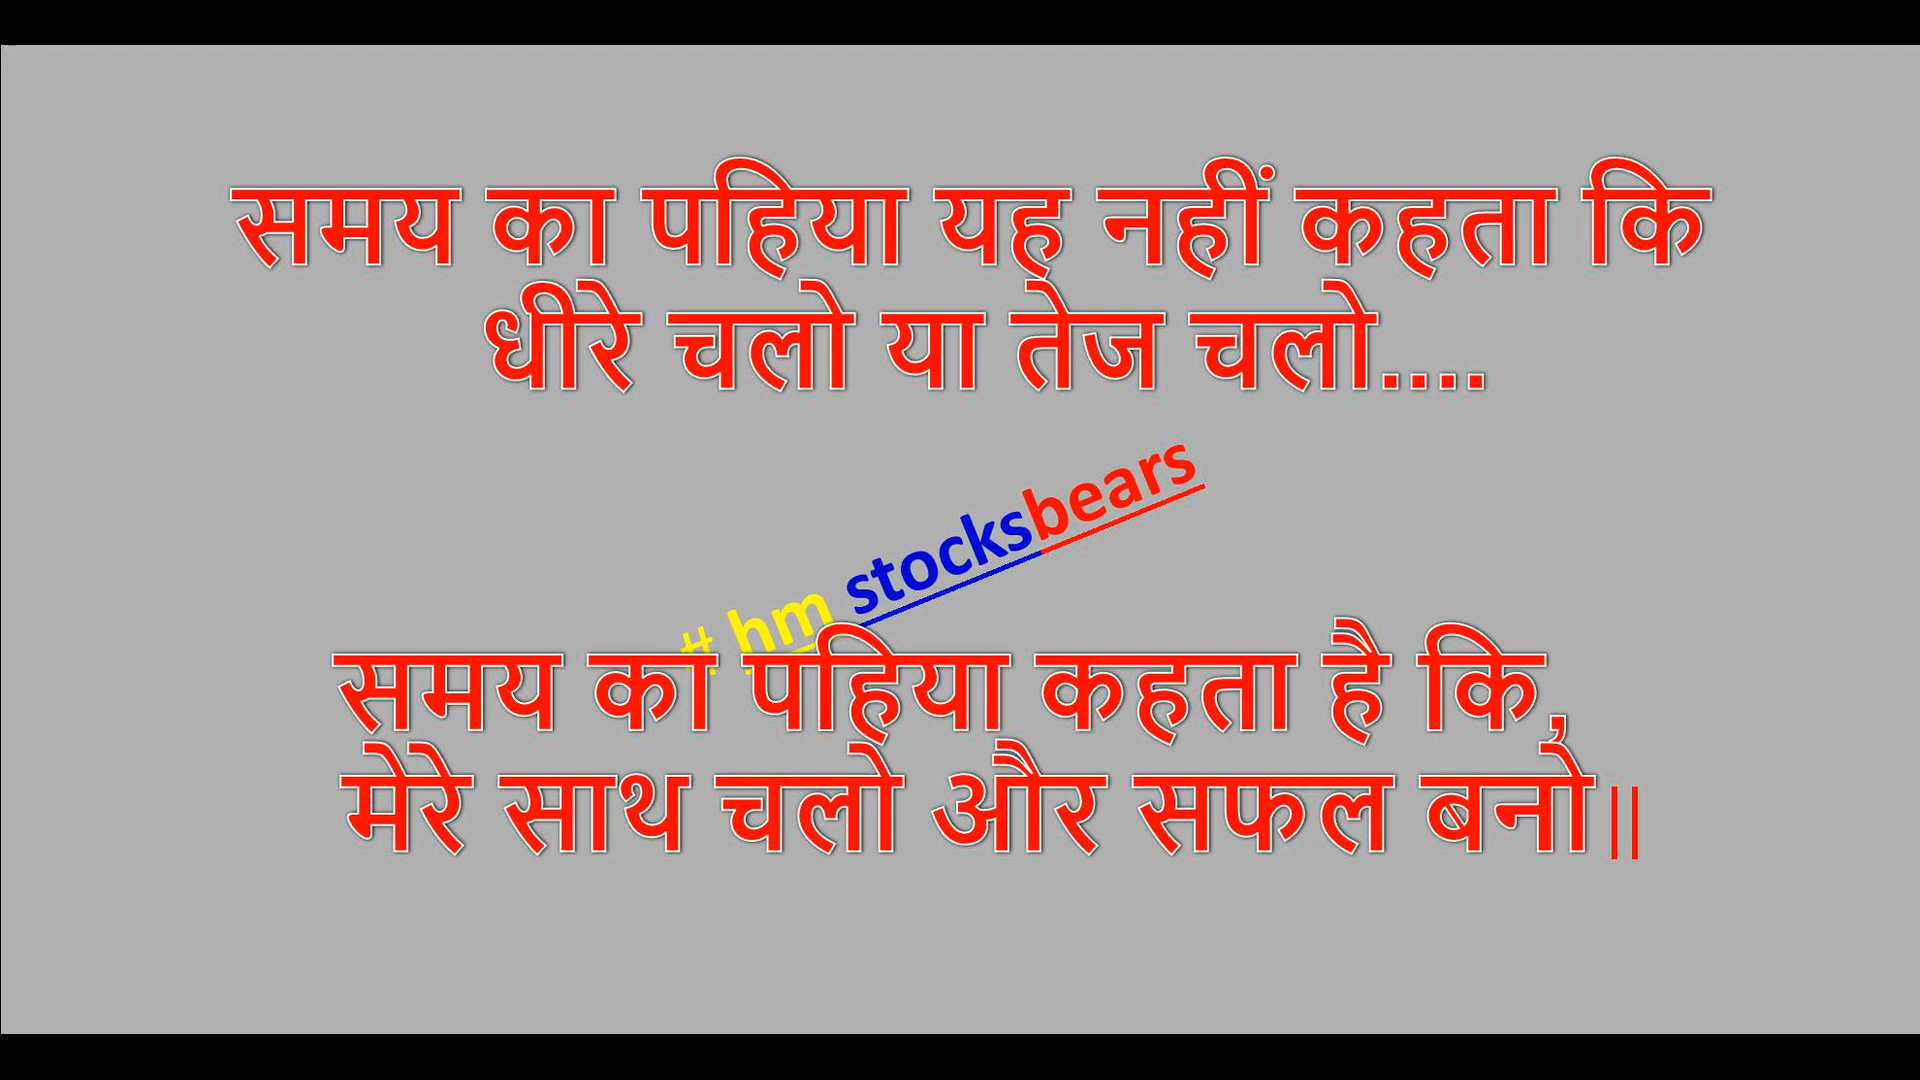 समय का पहिया यह नहीं कहता कि
धीरे चलो या तेज चलो....
# hm stocksbears
समय का पहिया कहता है कि,
मेरे साथ चलो और सफल बनो||